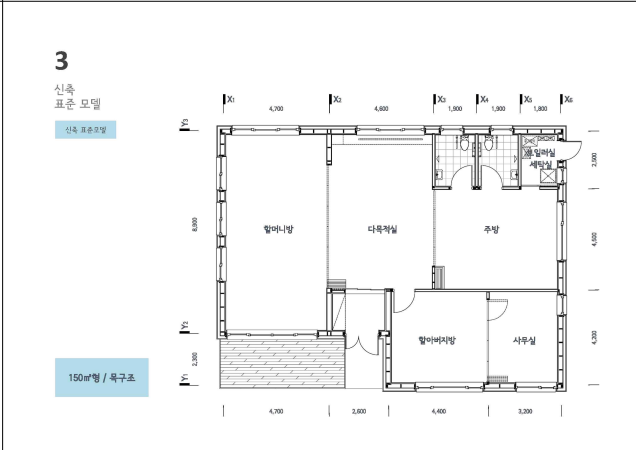 3
신축
표준 모델
신축 표준모델
X1 X2 X3 X4 X5 X6
4,700 4,600 1,900 1,900 1,800
Y3
보일러실
세탁실
2,500
8,800
할머니방 다목적실 주방
4,500
Y2
할아버지방 사무실
4,200
2,300
150㎡형 / 목구조
Y1
4,700 2,600 4,400 3,200